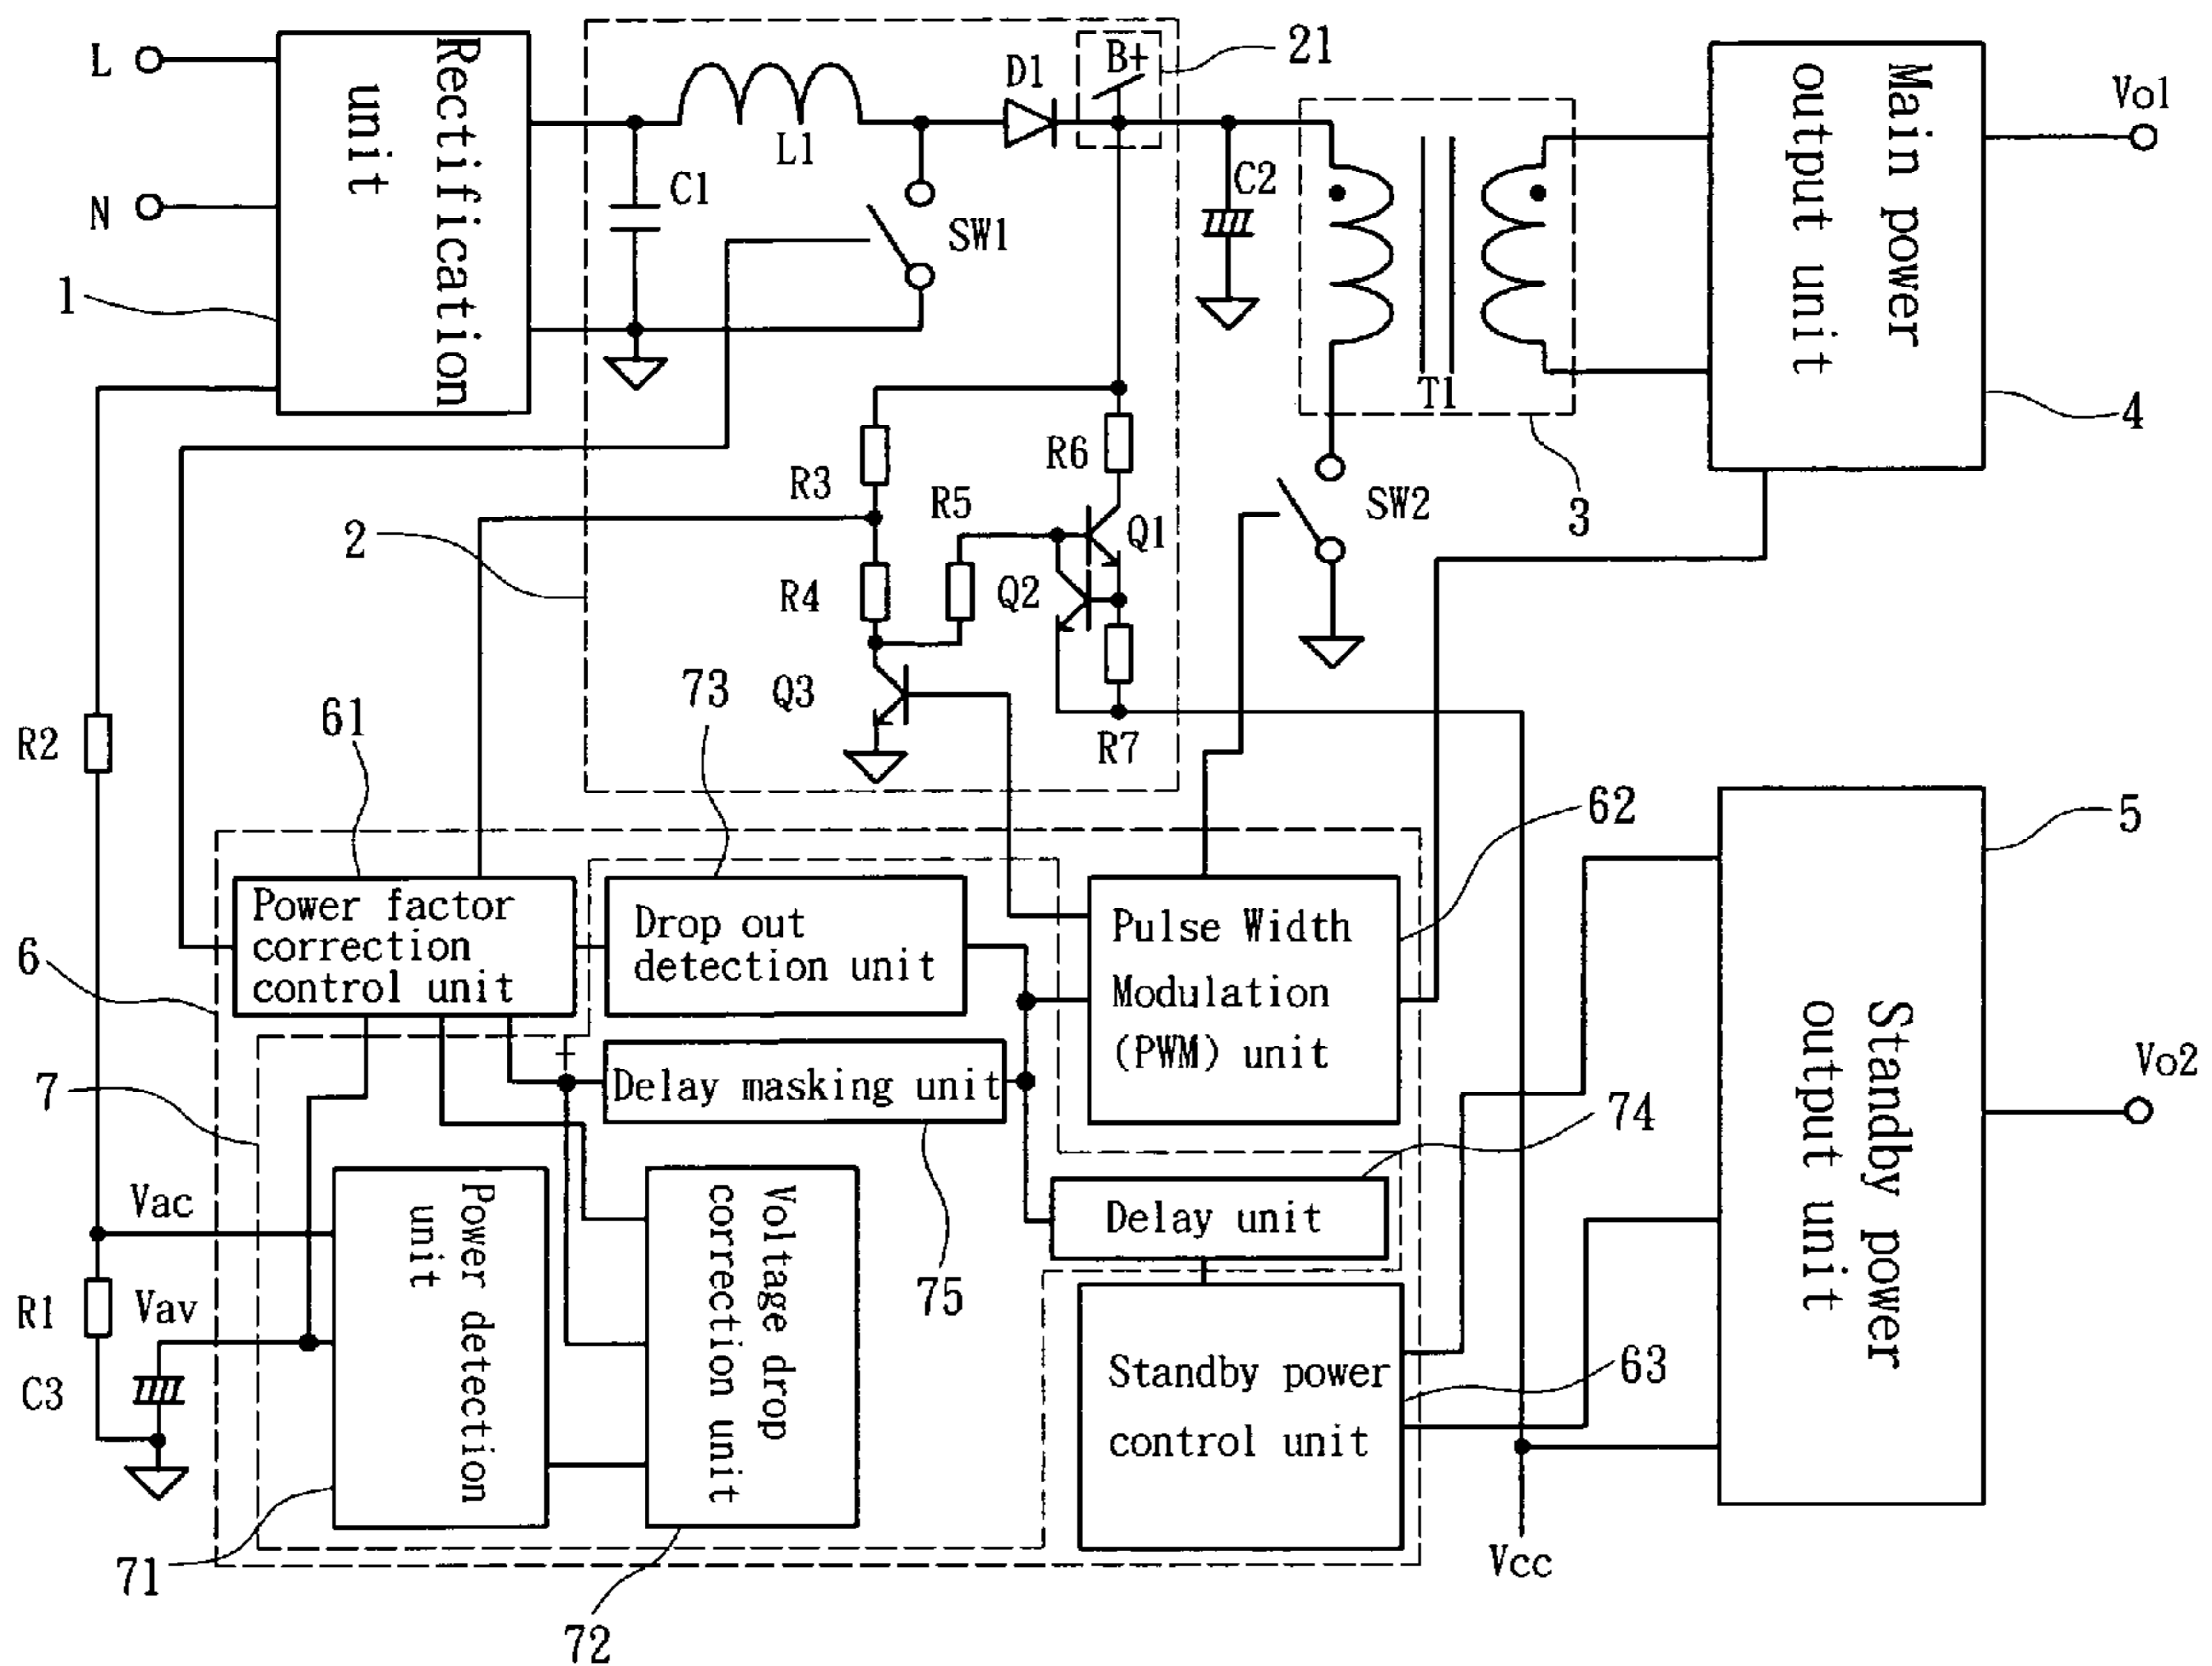 L
N
1
Rectification
unit
L1
C1
D1
B+
21
SW1
C2
T1
3
Main power
output unit
Vo1
4
R3
R4
R5
R6
Q1
Q2
Q3
R7
2
SW2
R2
61
73
62
5
6
Power factor
correction
control unit
Drop out
detection unit
Pulse Width
Modulation
(PWM) unit
7
Delay masking unit
74
Delay unit
75
Vac
Vav
R1
C3
Power detection
unit
Voltage drop
correction unit
Standby power
control unit
63
Standby power
output unit
Vo2
71
72
Vcc